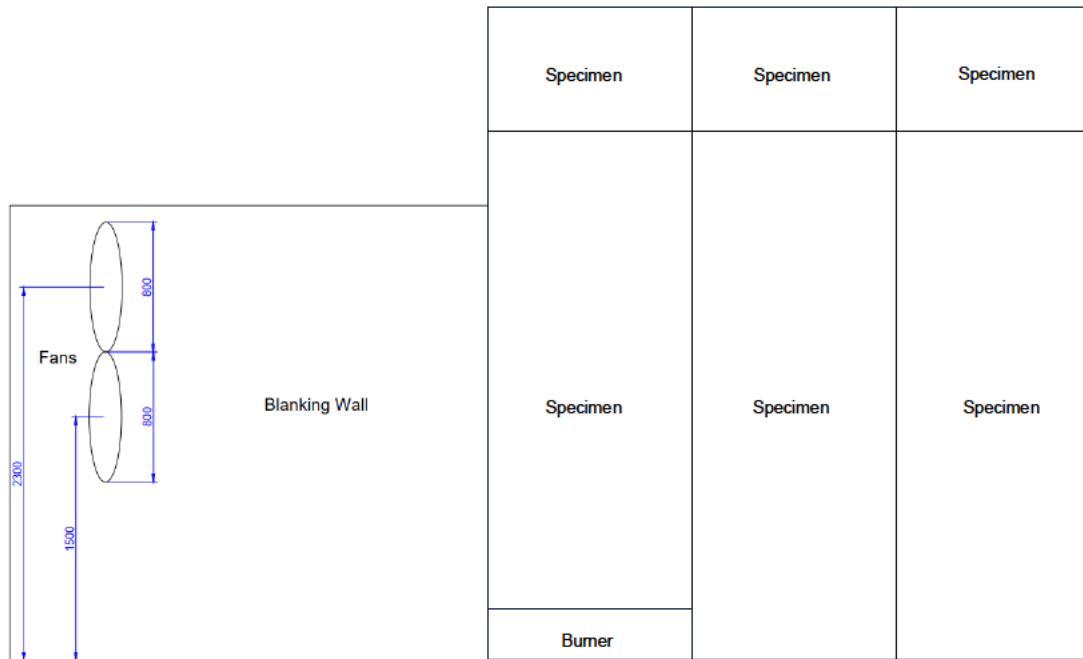 Specimen
Specimen
Specimen
800
2300
Fans
800
1500
Blanking Wall
Specimen
Specimen
Specimen
Burner